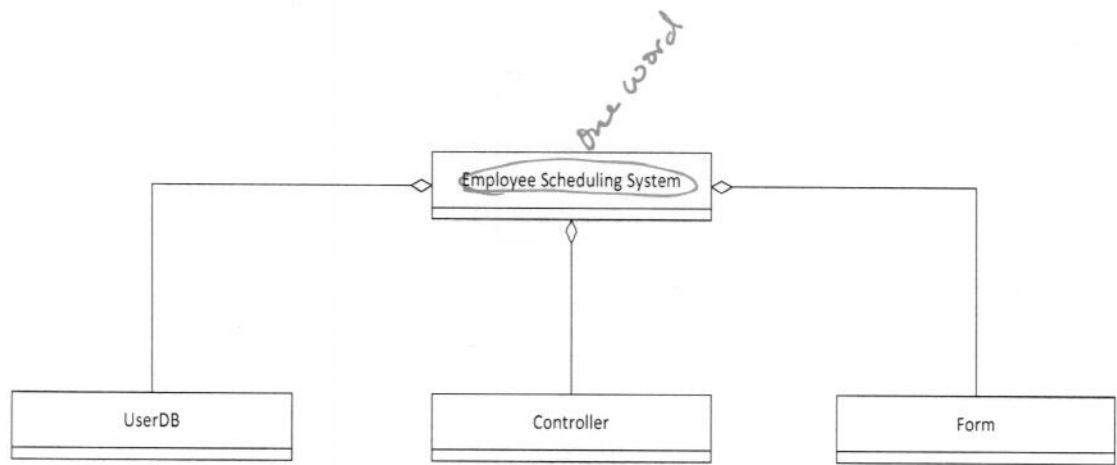 One word
Employee Scheduling System
UserDB
Controller
Form